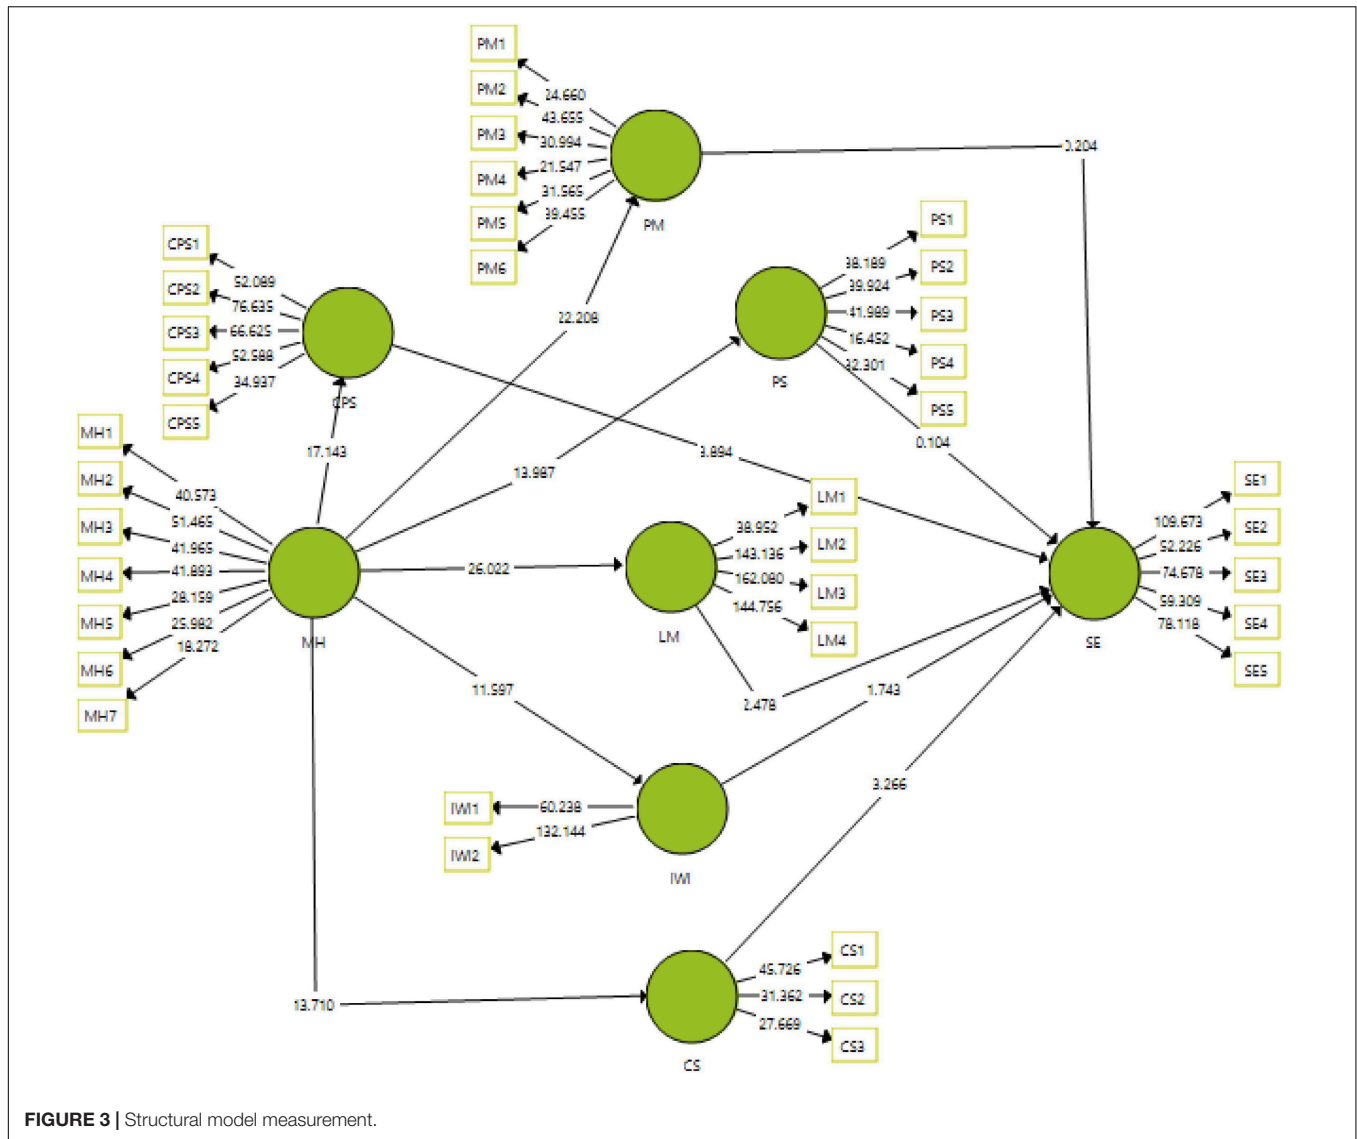 PM1
PM2
PM3
PM4
PM5
PM6
24.660
43.655
30.994
21.547
31.565
39.455
PM
0.204
CPS1
CPS2
CPS3
CPS4
CPS5
52.089
76.635
66.625
52.588
34.937
CPS
22.208
PS1
PS2
PS3
PS4
PS5
38.189
39.924
41.989
16.452
32.301
PS
0.104
17.143
13.987
3.894
MH1
MH2
MH3
MH4
MH5
MH6
MH7
40.573
51.465
41.965
41.893
28.159
25.982
18.272
MH
26.022
LM1
LM2
LM3
LM4
38.952
143.136
162.080
144.756
LM
2.478
SE1
SE2
SE3
SE4
SE5
109.673
52.226
74.678
59.309
78.118
SE
11.597
1.743
IWI1
IWI2
60.238
132.144
IWI
3.266
13.710
CS1
CS2
CS3
45.726
31.362
27.669
CS
FIGURE 3 | Structural model measurement.